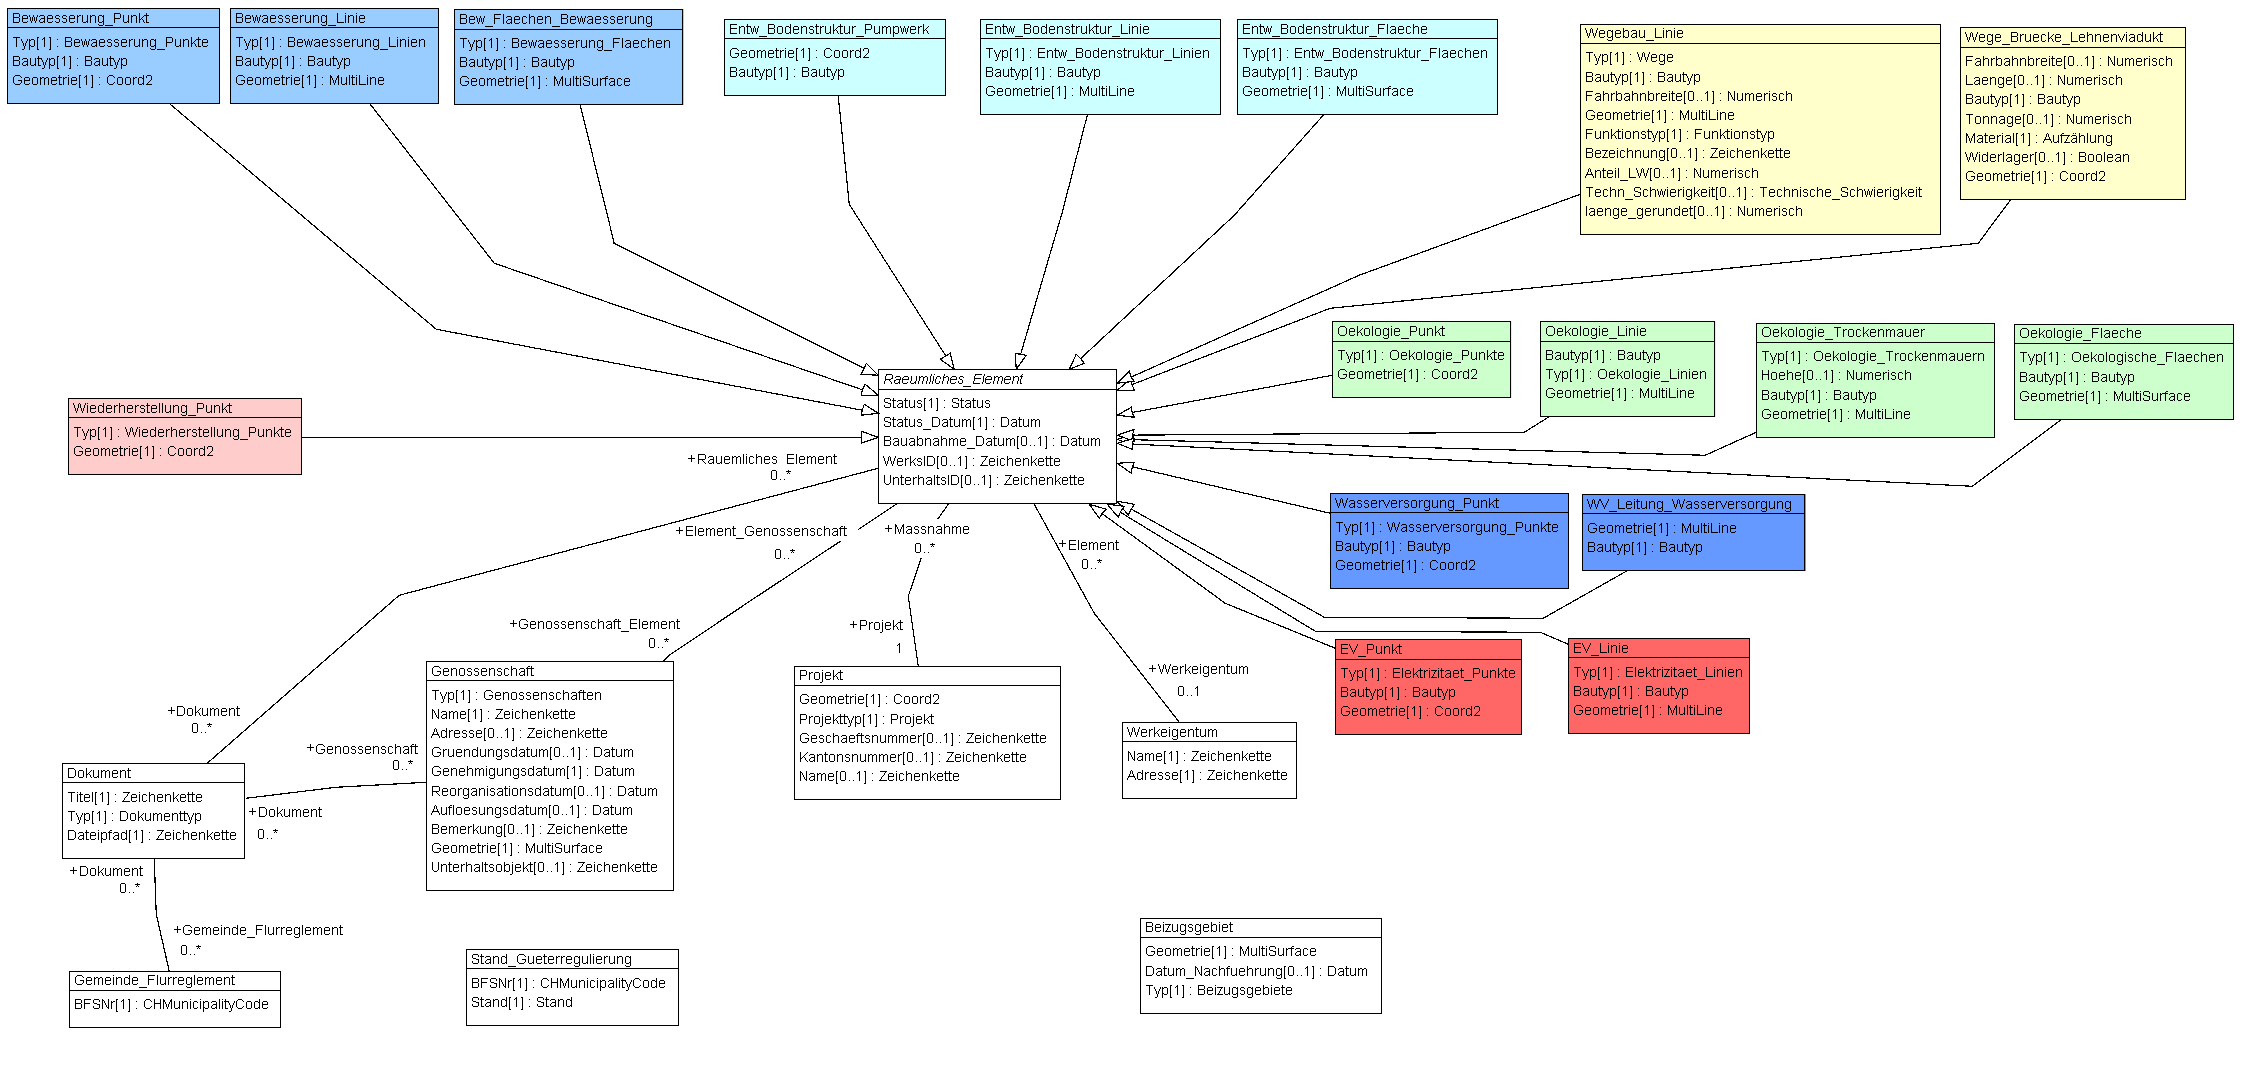 Bewaesserung_Punkt
Typ[1] : Bewaesserung_Punkte
Bautyp[1] : Bautyp
Geometrie[1] : Coord2
Bewaesserung_Linie
Typ[1] : Bewaesserung_Linien
Bautyp[1] : Bautyp
Geometrie[1] : MultiLine
Bew_Flaechen_Bewaesserung
Typ[1] : Bewaesserung_Flaechen
Bautyp[1] : Bautyp
Geometrie[1] : MultiSurface
Entw_Bodenstruktur_Pumpwerk
Geometrie[1] : Coord2
Bautyp[1] : Bautyp
Entw_Bodenstruktur_Linie
Typ[1] : Entw_Bodenstruktur_Linien
Bautyp[1] : Bautyp
Geometrie[1] : MultiLine
Entw_Bodenstruktur_Flaeche
Typ[1] : Entw_Bodenstruktur_Flaechen
Bautyp[1] : Bautyp
Geometrie[1] : MultiSurface
Wegebau_Linie
Typ[1] : Wege
Bautyp[1] : Bautyp
Fahrbahnbreite[0..1] : Numerisch
Geometrie[1] : MultiLine
Funktionstyp[1] : Funktionstyp
Bezeichnung[0..1] : Zeichenkette
Anteil_LW[0..1] : Numerisch
Techn_Schwierigkeit[0..1] : Technische_Schwierigkeit
laenge_gerundet[0..1] : Numerisch
Wege_Bruecke_Lehnenviadukt
Fahrbahnbreite[0..1] : Numerisch
Laenge[0..1] : Numerisch
Bautyp[1] : Bautyp
Tonnage[0..1] : Numerisch
Material[1] : Aufzählung
Widerlager[0..1] : Boolean
Geometrie[1] : Coord2
Raeumliches_Element
Status[1] : Status
Status_Datum[1] : Datum
Bauabnahme_Datum[0..1] : Datum
WerksID[0..1] : Zeichenkette
UnterhaltsID[0..1] : Zeichenkette
Oekologie_Punkt
Typ[1] : Oekologie_Punkte
Geometrie[1] : Coord2
Oekologie_Linie
Bautyp[1] : Bautyp
Typ[1] : Oekologie_Linien
Geometrie[1] : MultiLine
Oekologie_Trockenmauer
Typ[1] : Oekologie_Trockenmauern
Hoehe[0..1] : Numerisch
Bautyp[1] : Bautyp
Geometrie[1] : MultiLine
Oekologie_Flaeche
Typ[1] : Oekologische_Flaechen
Bautyp[1] : Bautyp
Geometrie[1] : MultiSurface
Wiederherstellung_Punkt
Typ[1] : Wiederherstellung_Punkte
Geometrie[1] : Coord2
+Rauemliches_Element
0..*
+Element_Genossenschaft
0..*
+Massnahme
0..*
+Element
0..*
Wasserversorgung_Punkt
Typ[1] : Wasserversorgung_Punkte
Bautyp[1] : Bautyp
Geometrie[1] : Coord2
WV_Leitung_Wasserversorgung
Geometrie[1] : MultiLine
Bautyp[1] : Bautyp
+Genossenschaft_Element
0..*
+Projekt
1
+Werkeigentum
0..1
EV_Punkt
Typ[1] : Elektrizitaet_Punkte
Bautyp[1] : Bautyp
Geometrie[1] : Coord2
EV_Linie
Typ[1] : Elektrizitaet_Linien
Bautyp[1] : Bautyp
Geometrie[1] : MultiLine
Genossenschaft
Typ[1] : Genossenschaften
Name[1] : Zeichenkette
Adresse[0..1] : Zeichenkette
Gruendungsdatum[0..1] : Datum
Genehmigungsdatum[1] : Datum
Reorganisationsdatum[0..1] : Datum
Aufloesungsdatum[0..1] : Datum
Bemerkung[0..1] : Zeichenkette
Geometrie[1] : MultiSurface
Unterhaltsobjekt[0..1] : Zeichenkette
Projekt
Geometrie[1] : Coord2
Projekttyp[1] : Projekt
Geschaeftsnummer[0..1] : Zeichenkette
Kantonsnummer[0..1] : Zeichenkette
Name[0..1] : Zeichenkette
Werkeigentum
Name[1] : Zeichenkette
Adresse[1] : Zeichenkette
+Dokument
0..*
+Genossenschaft
0..*
Dokument
Titel[1] : Zeichenkette
Typ[1] : Dokumenttyp
Dateipfad[1] : Zeichenkette
+Dokument
0..*
+Dokument
0..*
+Gemeinde_Flurreglement
0..*
Gemeinde_Flurreglement
BFSNr[1] : CHMunicipalityCode
Stand_Gueterregulierung
BFSNr[1] : CHMunicipalityCode
Stand[1] : Stand
Beizugsgebiet
Geometrie[1] : MultiSurface
Datum_Nachfuehrung[0..1] : Datum
Typ[1] : Beizugsgebiete